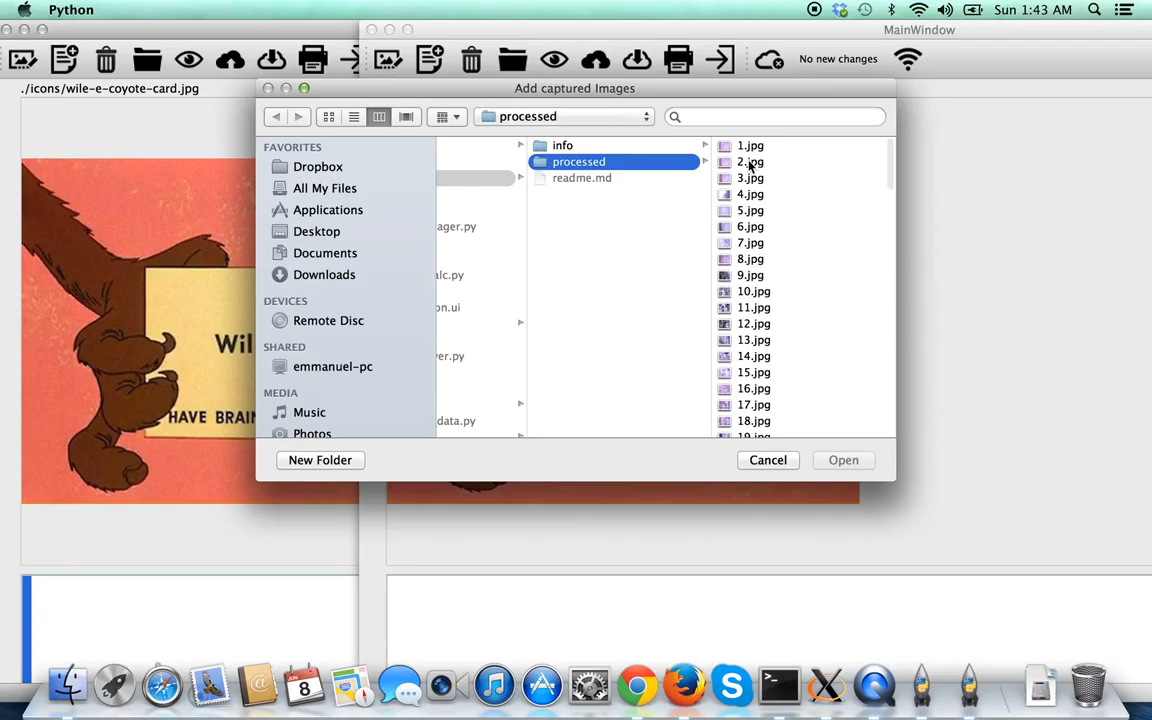 Python
Sun 1:43 AM
MainWindow
No new changes
./icons/wile-e-coyote-card.jpg
Add captured Images
processed
FAVORITES
Dropbox
All My Files
Applications
Desktop
Documents
Downloads
DEVICES
Remote Disc
SHARED
emmanuel-pc
MEDIA
Music
Photos
ager.py
alc.py
on.ui
ver.py
data.py
info
processed
readme.md
1.jpg
2.jpg
3.jpg
4.jpg
5.jpg
6.jpg
7.jpg
8.jpg
9.jpg
10.jpg
11.jpg
12.jpg
13.jpg
14.jpg
15.jpg
16.jpg
17.jpg
18.jpg
19.jpg
Wil
HAVE BRAIN
New Folder
Cancel
Open
JUN
8